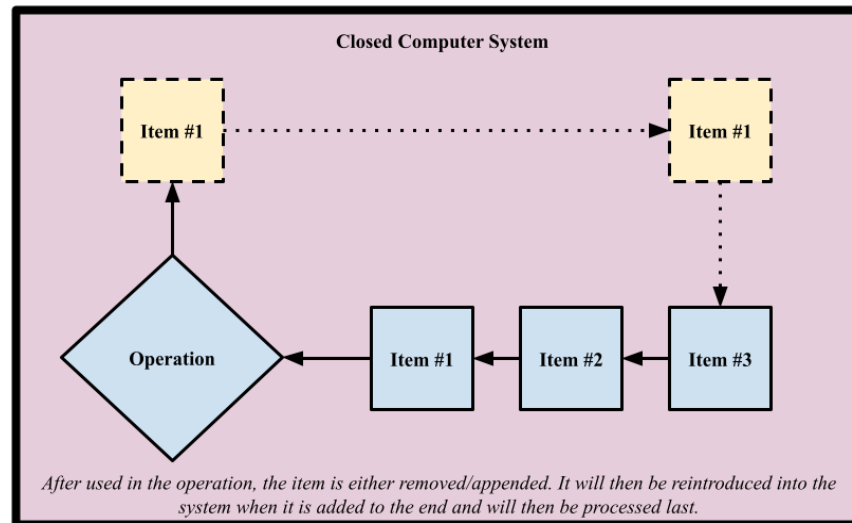 Closed Computer System
Item #1
Item #1
Operation
Item #1
Item #2
Item #3
After used in the operation, the item is either removed/appended. It will then be reintroduced into the
system when it is added to the end and will then be processed last.